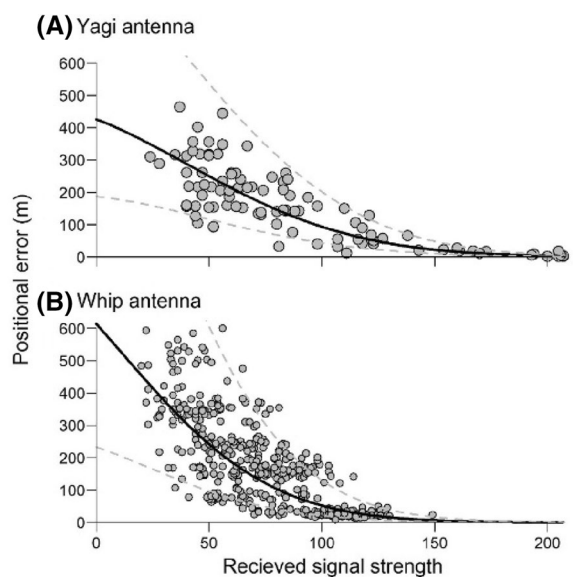 (A) Yagi antenna
600
500
400
300
200
100
0
Positional error (m)
(B) Whip antenna
600
500
400
300
200
100
0
0 50 100 150 200
Recieved signal strength